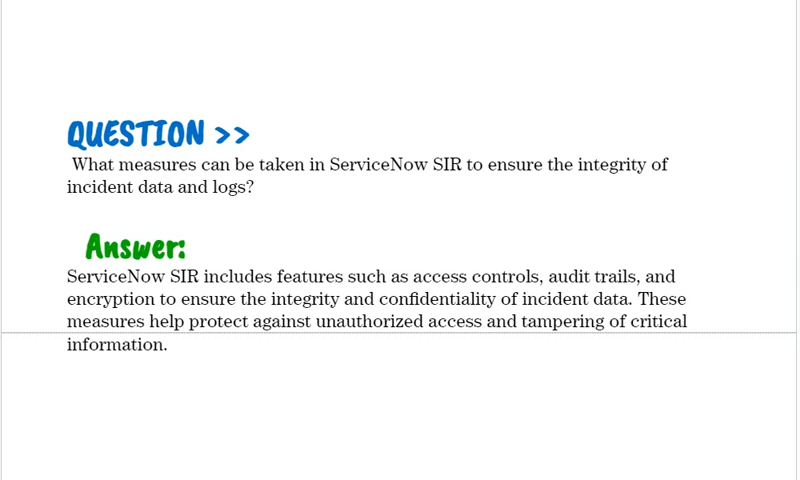 QUESTION >>
What measures can be taken in ServiceNow SIR to ensure the integrity of
incident data and logs?
Answer:
ServiceNow SIR includes features such as access controls, audit trails, and
encryption to ensure the integrity and confidentiality of incident data. These
measures help protect against unauthorized access and tampering of critical
information.